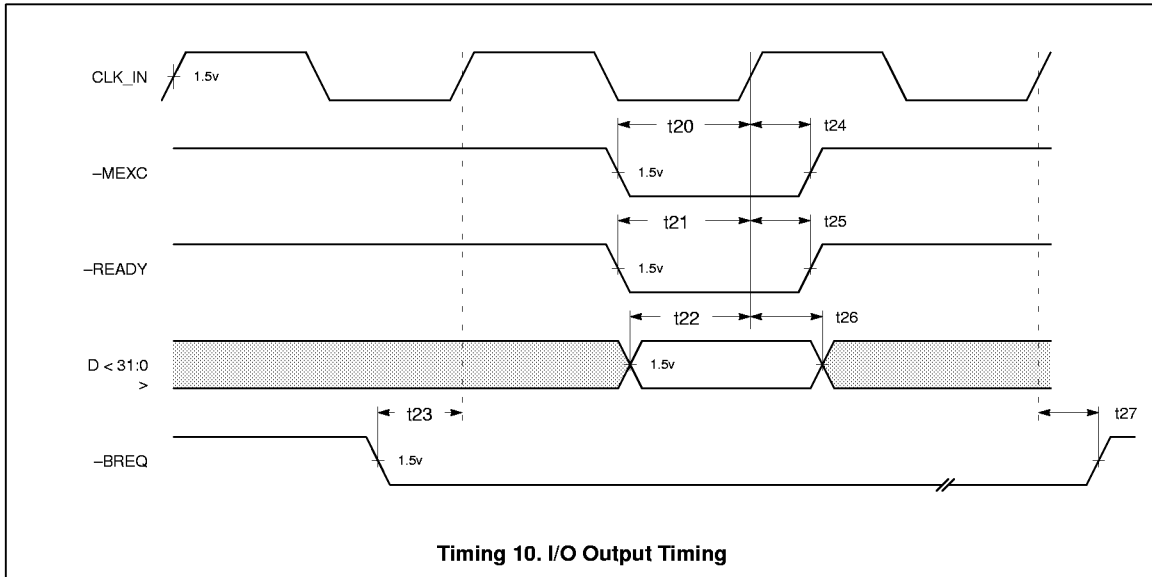 CLK_IN
1.5v
t20
t24
–MEXC
1.5v
t21
t25
–READY
1.5v
t22
t26
D < 31:0
>
1.5v
t23
t27
–BREQ
1.5v
Timing 10. I/O Output Timing